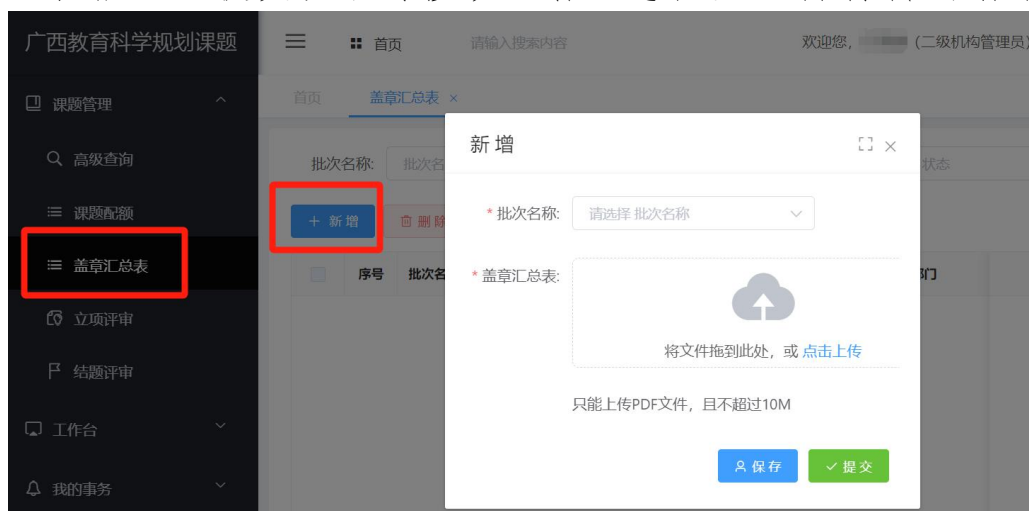 广西教育科学规划课题
首页
请输入搜索内容
欢迎您,
(二级机构管理员)
课题管理
首页
盖章汇总表 ×
高级查询
批次名称:
批次名
状态
课题配额
+ 新增
删除
盖章汇总表
序号
批次名
部门
立项评审
结题评审
工作台
我的事务
新增
* 批次名称:
请选择 批次名称
* 盖章汇总表:
将文件拖到此处，或 点击上传
只能上传PDF文件，且不超过10M
保存
提交